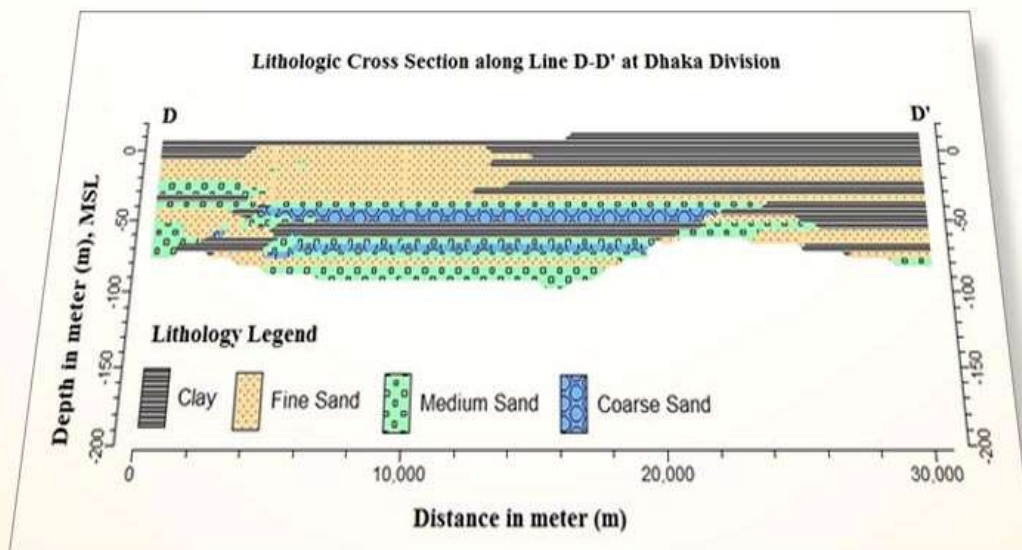 Lithologic Cross Section along Line D-D' at Dhaka Division
D D'
0 0
-50 -50
-100 -100
-150 -150
-200 -200
Depth in meter (m), MSL
Lithology Legend
Clay Fine Sand Medium Sand Coarse Sand
0 10,000 20,000 30,000
Distance in meter (m)